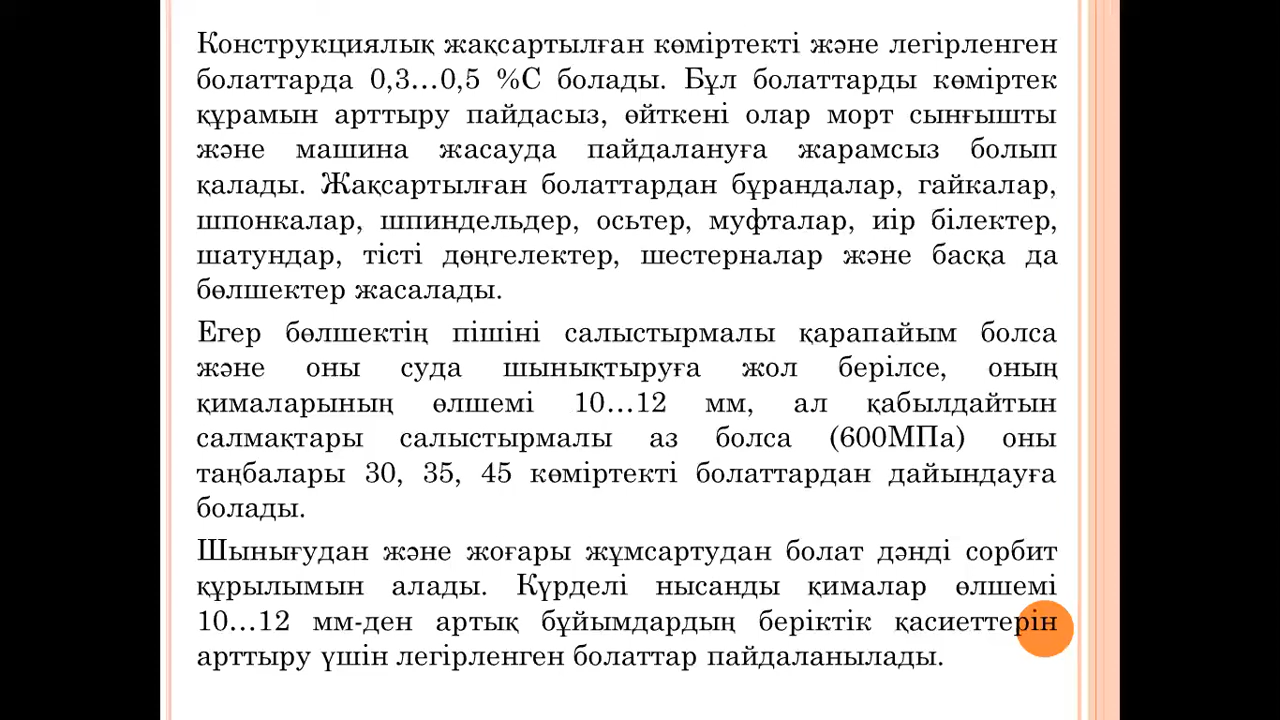 Конструкциялық жақсартылған көміртекті және легірленген
болаттарда 0,3…0,5 %С болады. Бұл болаттарды көміртек
құрамын арттыру пайдасыз, өйткені олар морт сынғышты
және машина жасауда пайдалануға жарамсыз болып
қалады. Жақсартылған болаттардан бұрандалар, гайкалар,
шпонкалар, шпиндельдер, осьтер, муфталар, иір білектер,
шатундар, тісті дөңгелектер, шестерналар және басқа да
бөлшектер жасалады.
Егер бөлшектің пішіні салыстырмалы қарапайым болса
және оны суда шынықтыруға жол берілсе, оның
қималарының өлшемі 10…12 мм, ал қабылдайтын
салмақтары салыстырмалы аз болса (600МПа) оны
таңбалары 30, 35, 45 көміртекті болаттардан дайындауға
болады.
Шынығудан және жоғары жұмсартудан болат дәнді сорбит
құрылымын алады. Күрделі нысанды қималар өлшемі
10…12 мм-ден артық бұйымдардың беріктік қасиеттерін
арттыру үшін легірленген болаттар пайдаланылады.